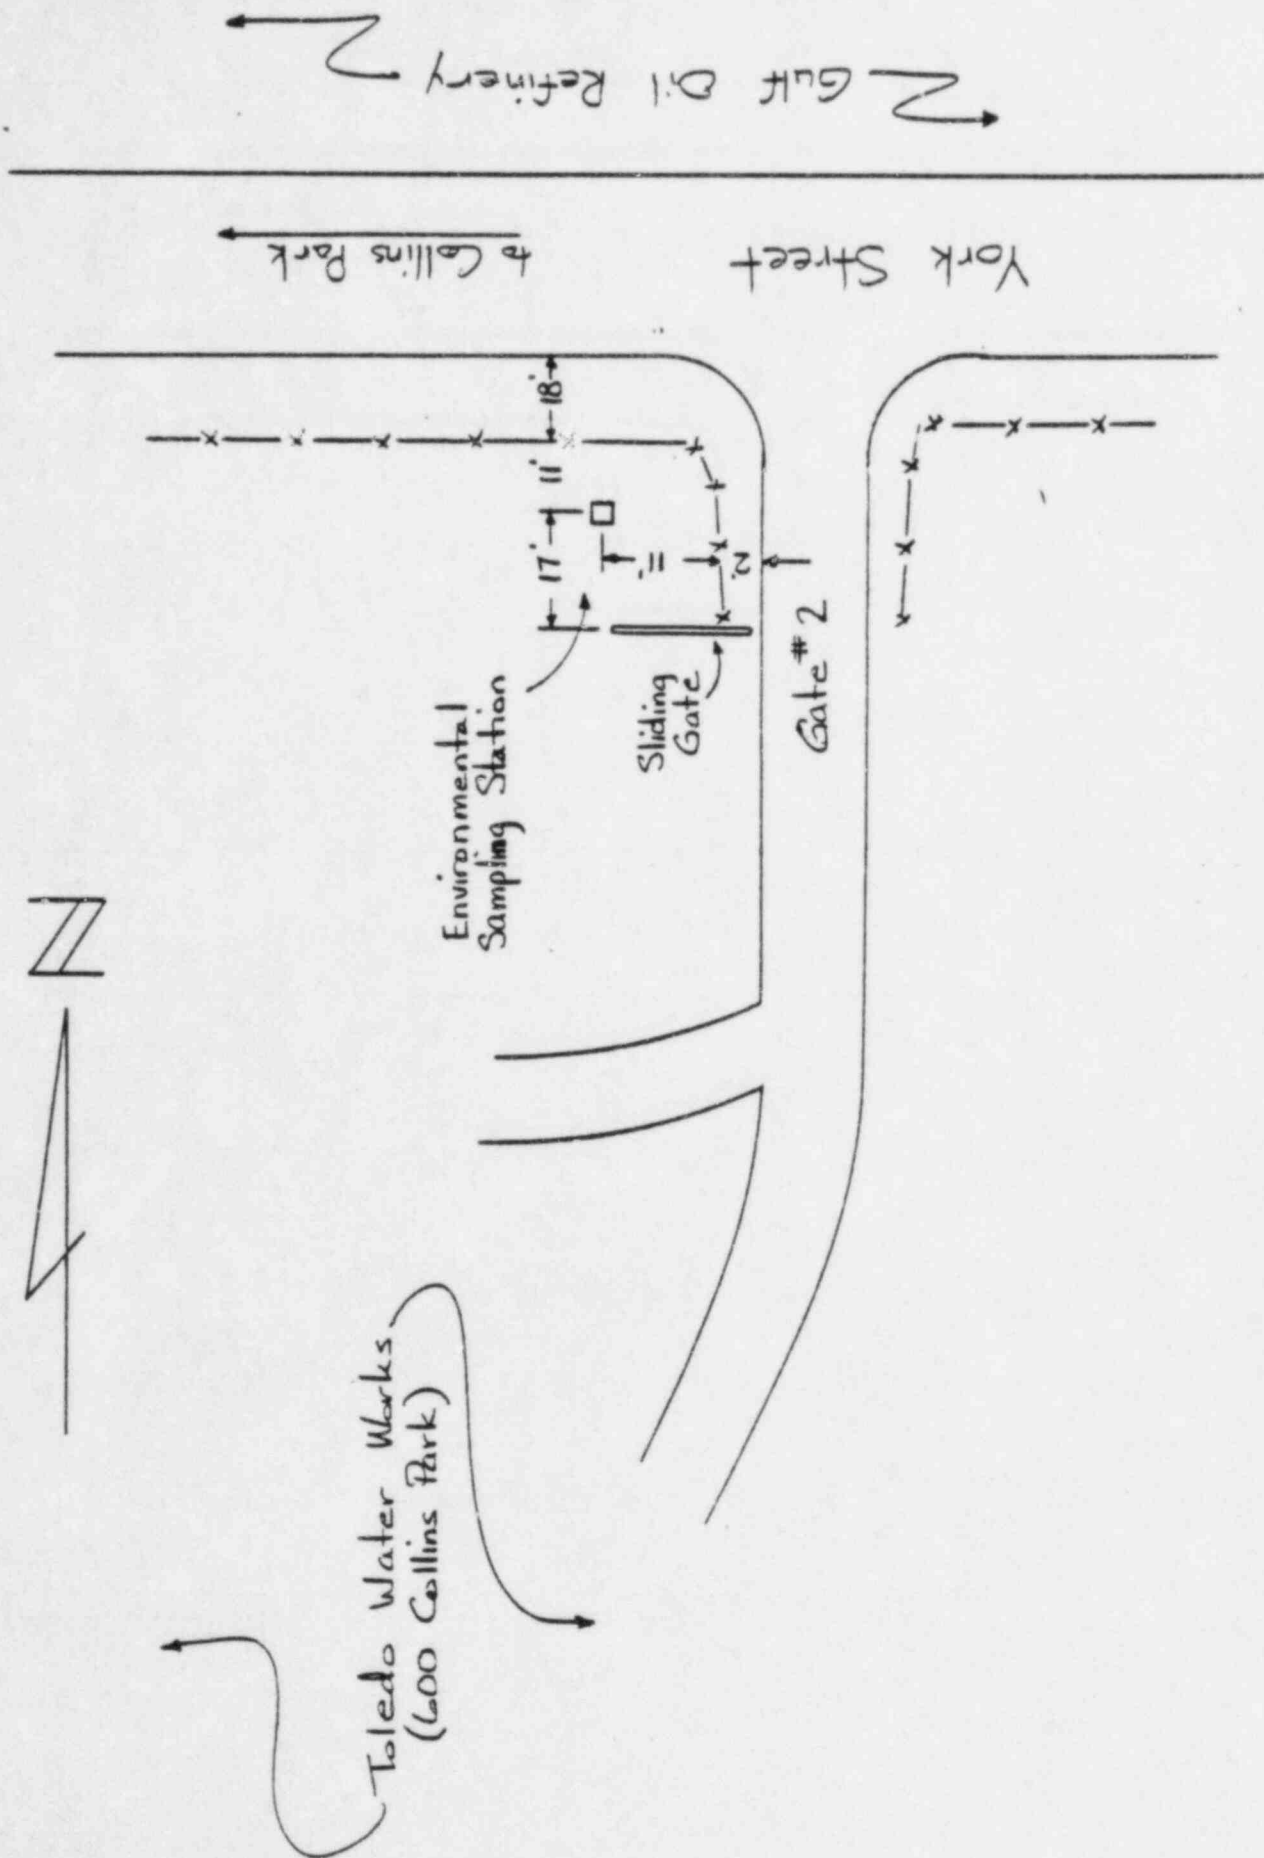 Gulf Oil Refinery
York Street
to Collins Park
18'
11'
17'
11'
2'
Environmental
Sampling Station
Sliding
Gate
Gate #2
N
Toledo Water Works
(600 Collins Park)